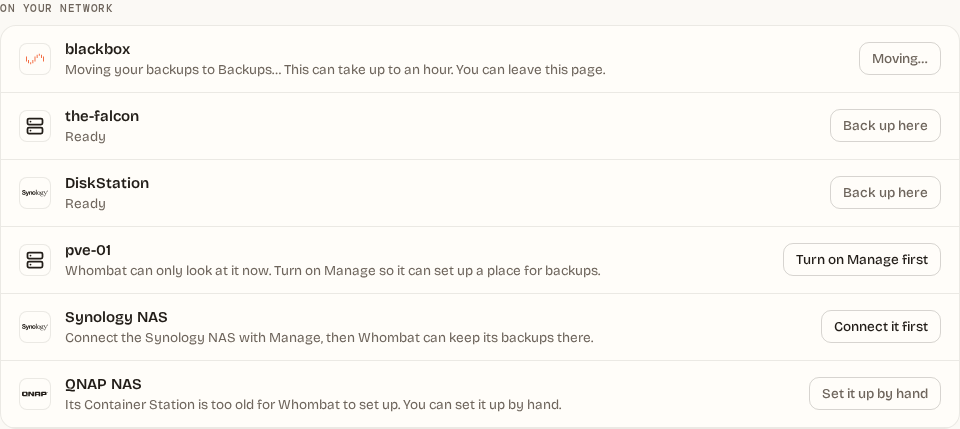 ON YOUR NETWORK
blackbox
Moving your backups to Backups... This can take up to an hour. You can leave this page.
Moving...
the-falcon
Ready
Back up here
Synology
DiskStation
Ready
Back up here
pve-01
Whombat can only look at it now. Turn on Manage so it can set up a place for backups.
Turn on Manage first
Synology
Synology NAS
Connect the Synology NAS with Manage, then Whombat can keep its backups there.
Connect it first
QNAP
QNAP NAS
Its Container Station is too old for Whombat to set up. You can set it up by hand.
Set it up by hand